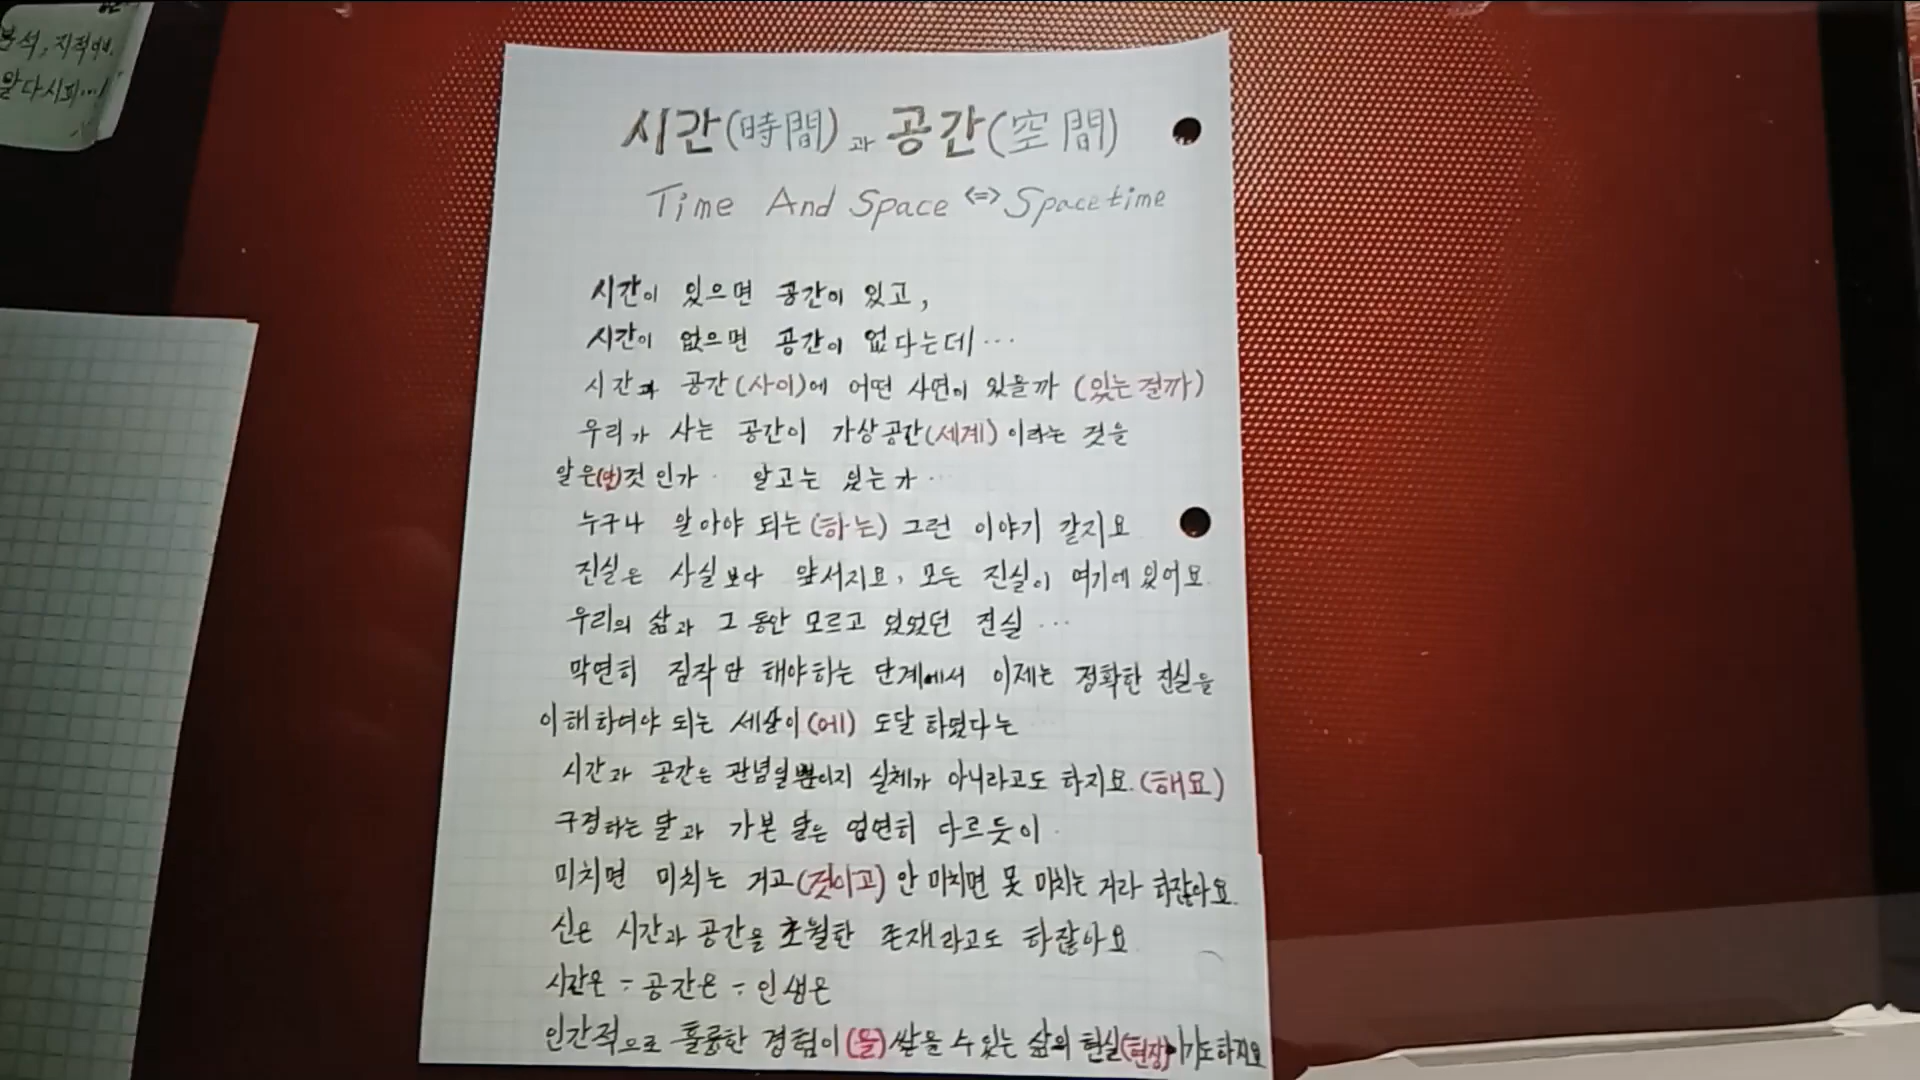 분석, 지적
말다시피...!
시간(時間)과 공간(空間)
Time And Space <=> Spacetime
시간이 있으면 공간이 있고,
시간이 없으면 공간이 없다는데...
시간과 공간(사이)에 어떤 사연이 있을까 (있는 걸까)
우리가 사는 공간이 가상공간(세계)이라는 것을
알은(안)것 인가. 알고는 있는가...
누구나 알아야 되는(하는) 그런 이야기 같지요
진실은 사실보다 앞서지요, 모든 진실이 여기에 있어요.
우리의 삶과 그동안 모르고 있었던 진실...
막연히 짐작만 해야하는 단계에서 이제는 정확한 진실을
이해하여야 되는 세상이(에) 도달 하였다는
시간과 공간은 관념일뿐이지 실체가 아니라고도 하지요.(해요)
구경하는 달과 가본 달은 엄연히 다르듯이.
미치면 미치는 거고(것이고) 안 미치면 못 미치는 거라 하잖아요.
신은 시간과 공간을 초월한 존재라고도 하잖아요
시간은 - 공간은 - 인생은
인간적으로 훌륭한 경험이(을) 쌓을 수 있는 삶의 현실(현장)이기도하지요